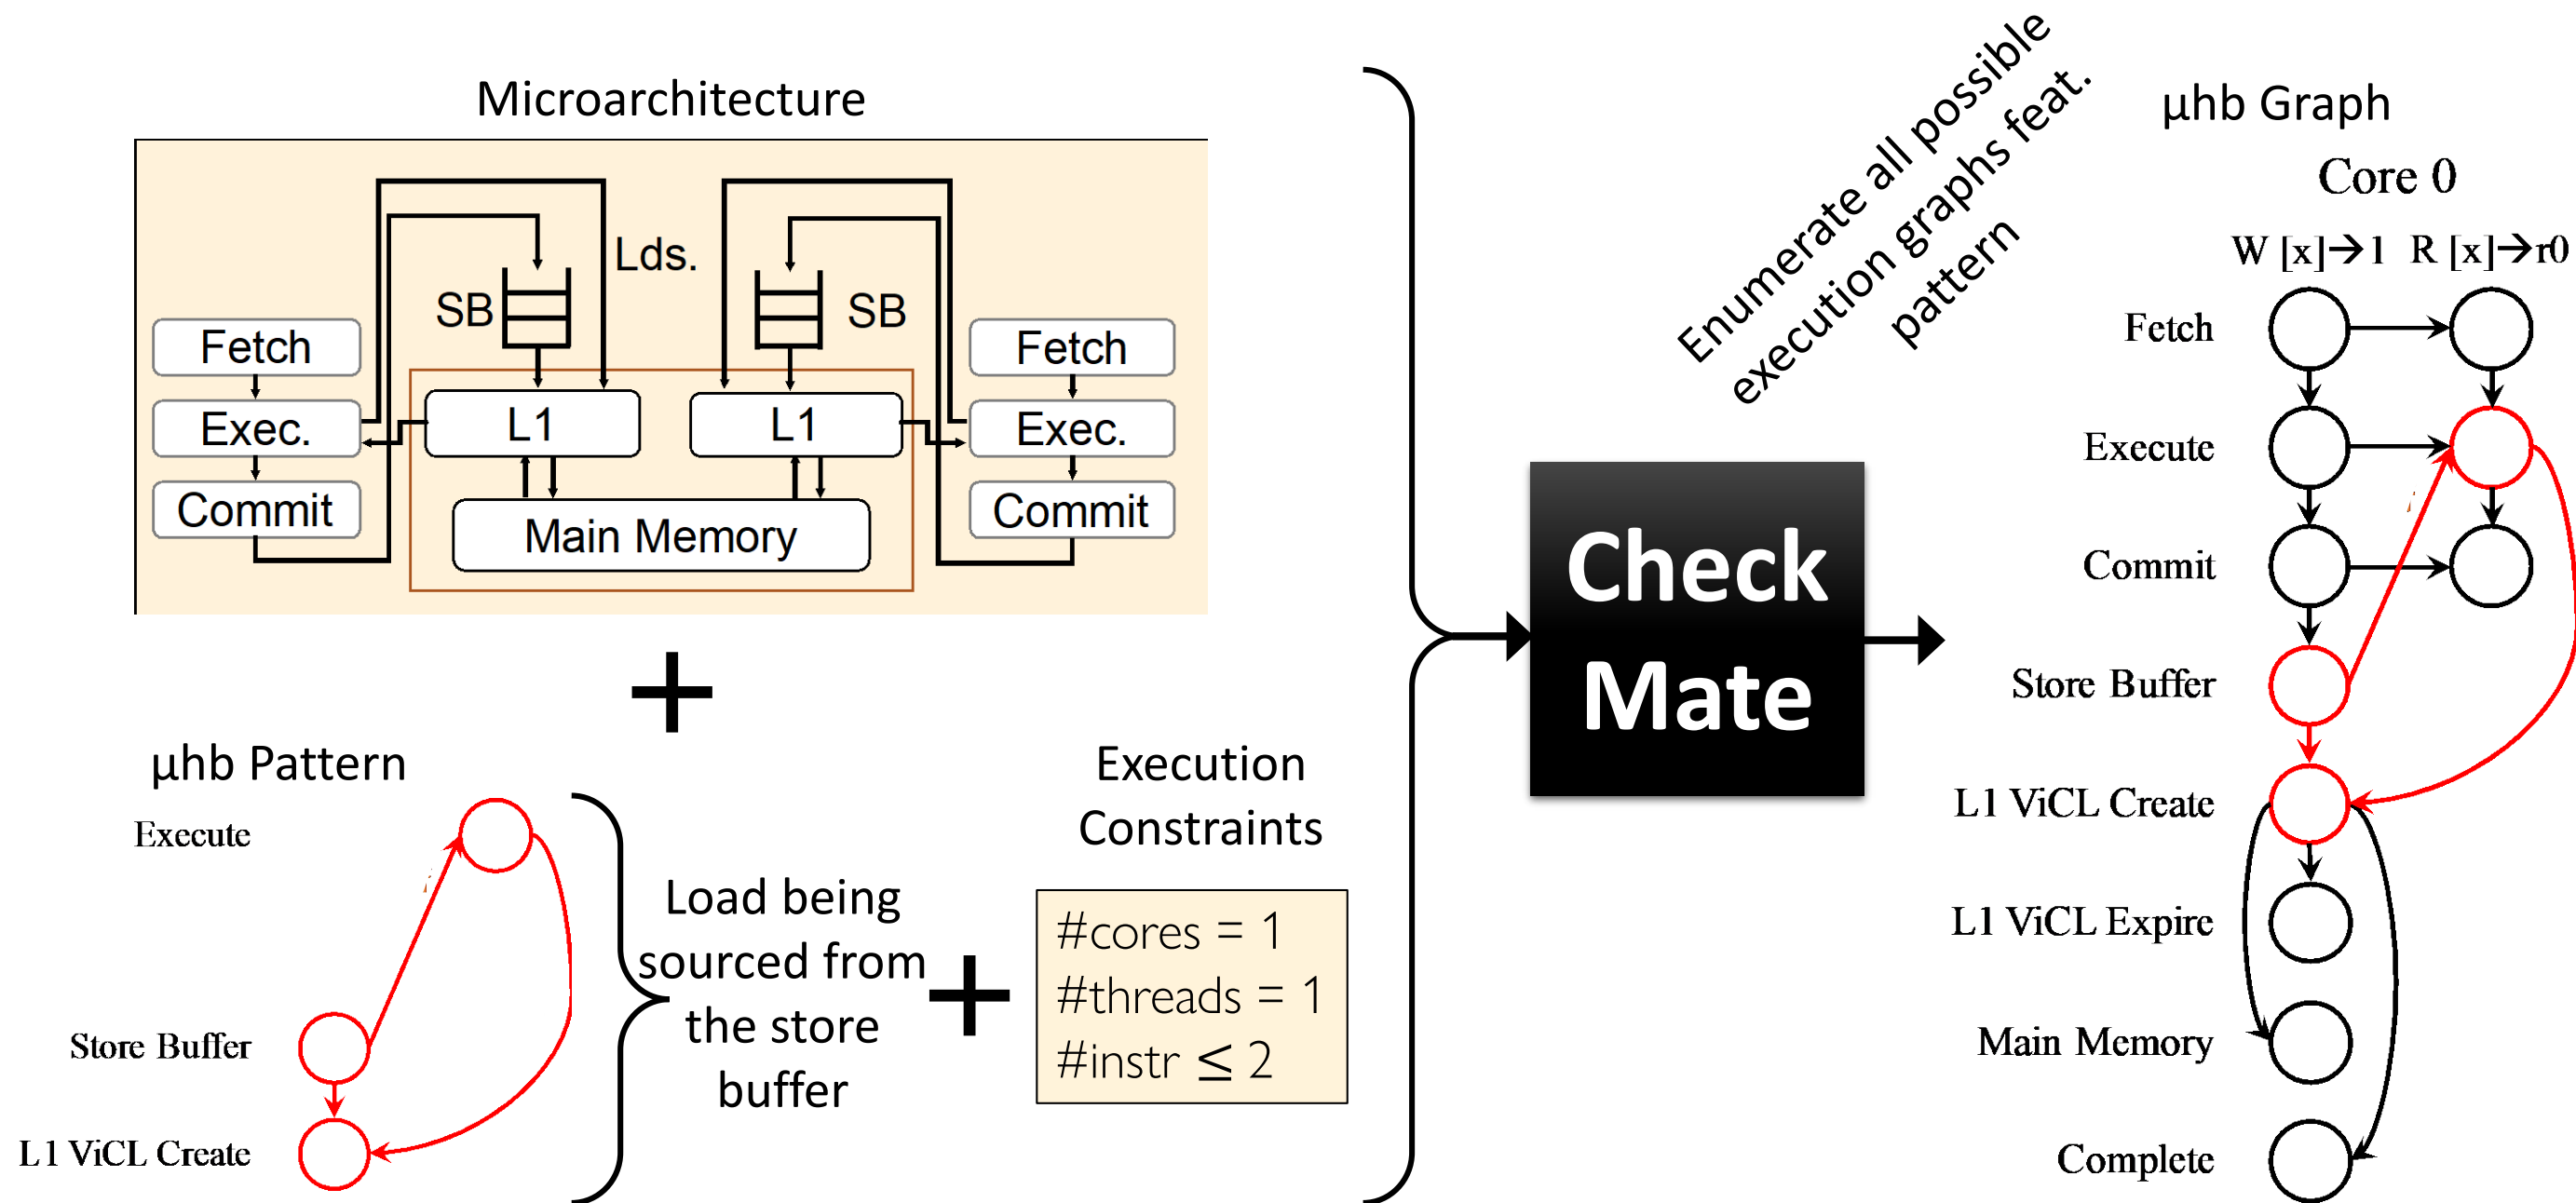 Microarchitecture
Lds.
SB
SB
Fetch
Exec.
Commit
L1
L1
Main Memory
Fetch
Exec.
Commit
+
µhb Pattern
Execute
Store Buffer
L1 ViCL Create
Load being
sourced from
the store
buffer
+
Execution
Constraints
#cores = 1
#threads = 1
#instr ≤ 2
Enumerate all possible
execution graphs feat.
pattern
Check
Mate
µhb Graph
Core 0
W [x]→1 R [x]→r0
Fetch
Execute
Commit
Store Buffer
L1 ViCL Create
L1 ViCL Expire
Main Memory
Complete